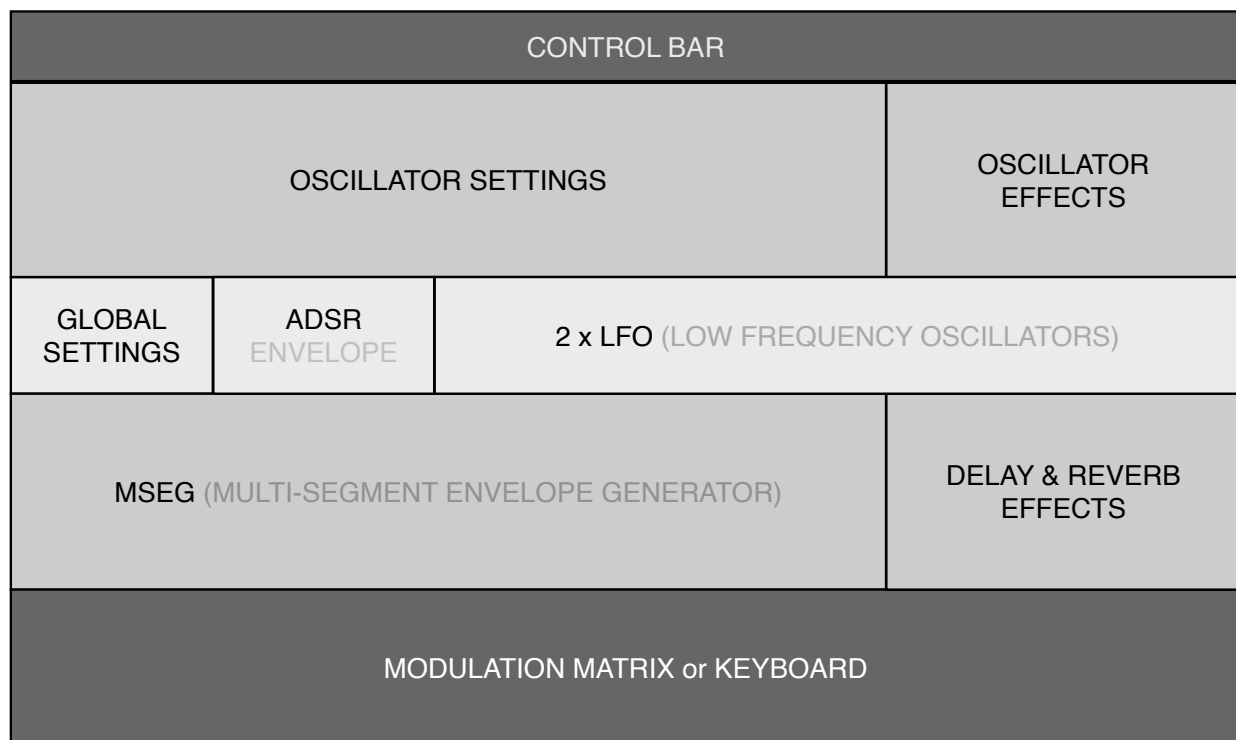 CONTROL BAR
OSCILLATOR SETTINGS
OSCILLATOR
EFFECTS
GLOBAL
SETTINGS
ADSR
ENVELOPE
2 x LFO (LOW FREQUENCY OSCILLATORS)
MSEG (MULTI-SEGMENT ENVELOPE GENERATOR)
DELAY & REVERB
EFFECTS
MODULATION MATRIX or KEYBOARD